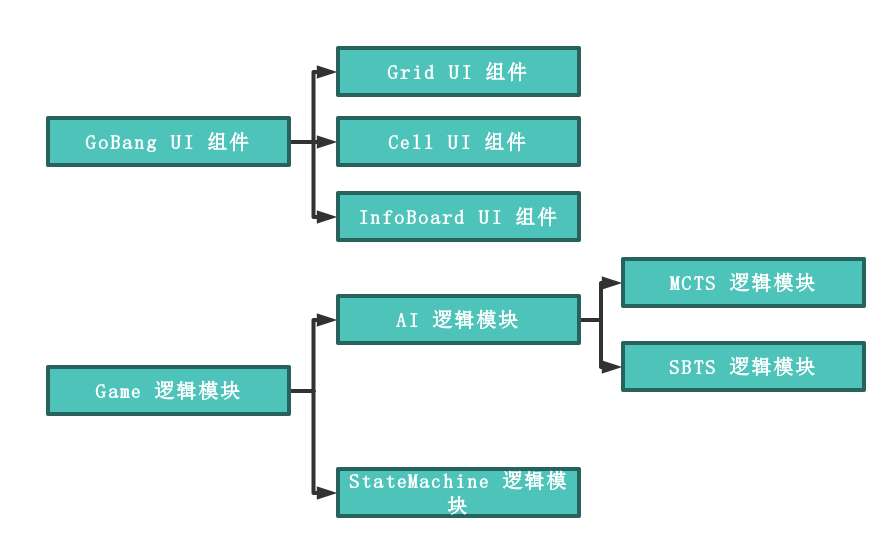 Grid UI 组件
GoBang UI 组件
Cell UI 组件
InfoBoard UI 组件
MCTS 逻辑模块
AI 逻辑模块
SBTS 逻辑模块
Game 逻辑模块
StateMachine 逻辑模
块